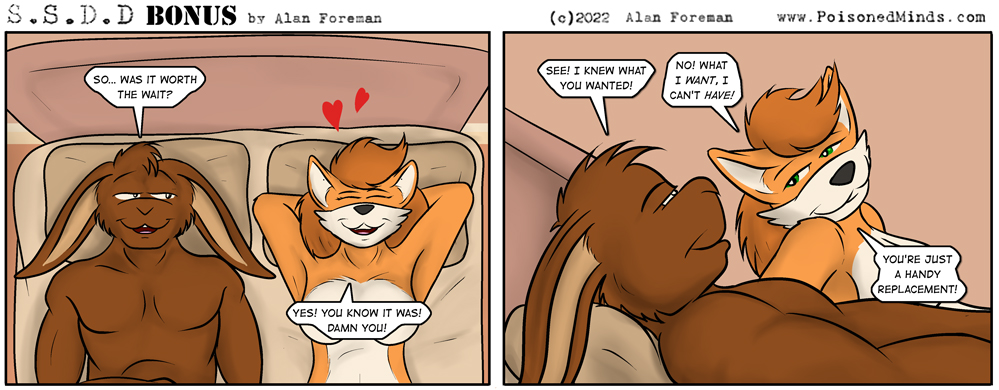 S.S.D.D BONUS by Alan Foreman (c)2022 Alan Foreman www.PoisonedMinds.com
SO... WAS IT WORTH
THE WAIT?
YES! YOU KNOW IT WAS!
DAMN YOU!
SEE! I KNEW WHAT
YOU WANTED!
NO! WHAT
I WANT, I
CAN'T HAVE!
YOU'RE JUST
A HANDY
REPLACEMENT!